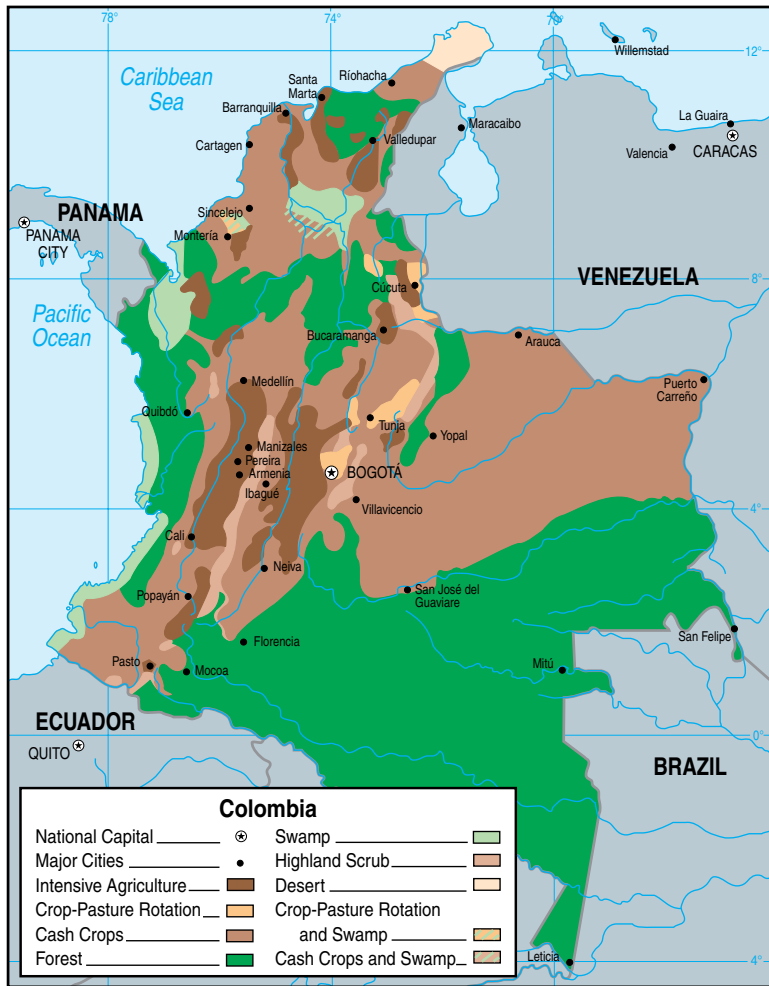 78°
74°
70°
Willemstad
12°
Caribbean
Sea
Santa
Marta
Ríohacha
Barranquilla
La Guaira
Maracaibo
Cartagen
Valledupar
Valencia
CARACAS
PANAMA
Sincelejo
PANAMA
CITY
Montería
8°
VENEZUELA
Cúcuta
Pacific
Ocean
Bucaramanga
Arauca
Medellín
Puerto
Carreño
Quibdó
Tunja
Yopal
Manizales
Pereira
Armenia
BOGOTÁ
Ibagué
Villavicencio
4°
Cali
Neiva
Popayán
San José del
Guaviare
Florencia
San Felipe
Pasto
Mocoa
Mitú
ECUADOR
0°
QUITO
BRAZIL
Colombia
National Capital
Major Cities
Intensive Agriculture
Crop-Pasture Rotation
Cash Crops
Forest
Swamp
Highland Scrub
Desert
Crop-Pasture Rotation
and Swamp
Cash Crops and Swamp
Leticia
4°